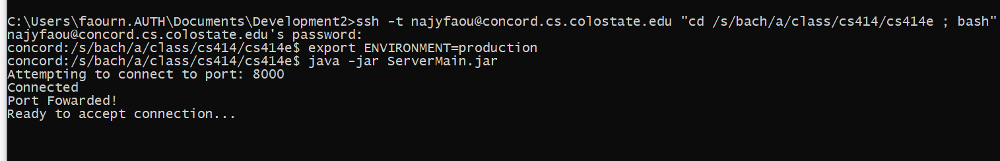 C:\Users\faourn.AUTH\Documents\Development2>ssh -t najyfaou@concord.cs.colostate.edu "cd /s/bach/a/class/cs414/cs414e ; bash"
najyfaou@concord.cs.colostate.edu's password:
concord:/s/bach/a/class/cs414/cs414e$ export ENVIRONMENT=production
concord:/s/bach/a/class/cs414/cs414e$ java -jar ServerMain.jar
Attempting to connect to port: 8000
Connected
Port Fowarded!
Ready to accept connection...